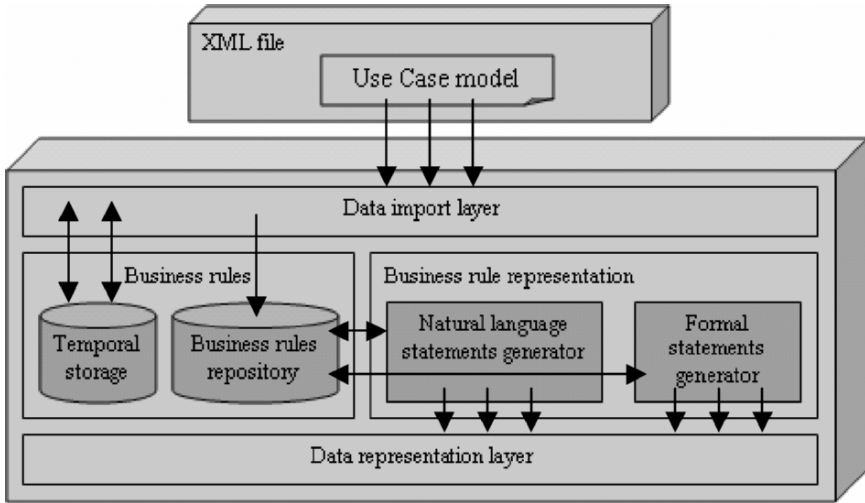 XML file
Use Case model
Data import layer
Business rules
Business rule representation
Temporal
storage
Business rules
repository
Natural language
statements generator
Formal
statements
generator
Data representation layer